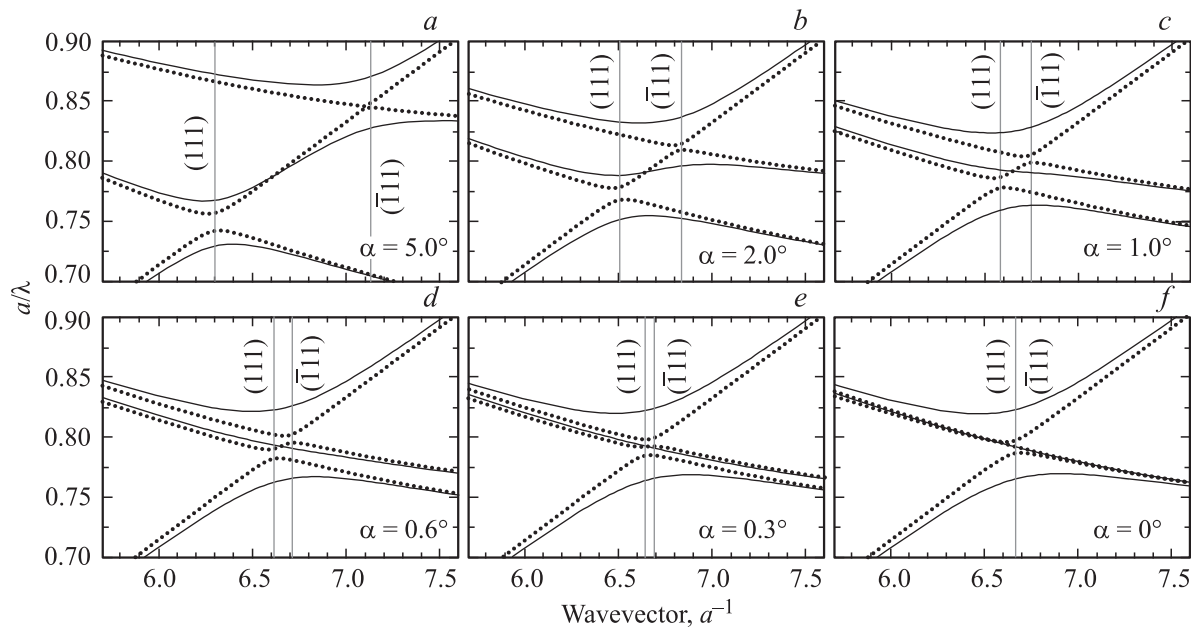 a b c
0.90
0.85
0.80
0.75
0.70
(111) (1̅11) (111) (1̅11) (111) (1̅11)
α = 5.0° α = 2.0° α = 1.0°
a/λ
d e f
0.90
0.85
0.80
0.75
0.70
(111) (1̅11) (111) (1̅11) (111) (1̅11)
α = 0.6° α = 0.3° α = 0°
6.0 6.5 7.0 7.5 6.0 6.5 7.0 7.5 6.0 6.5 7.0 7.5
Wavevector, a⁻¹